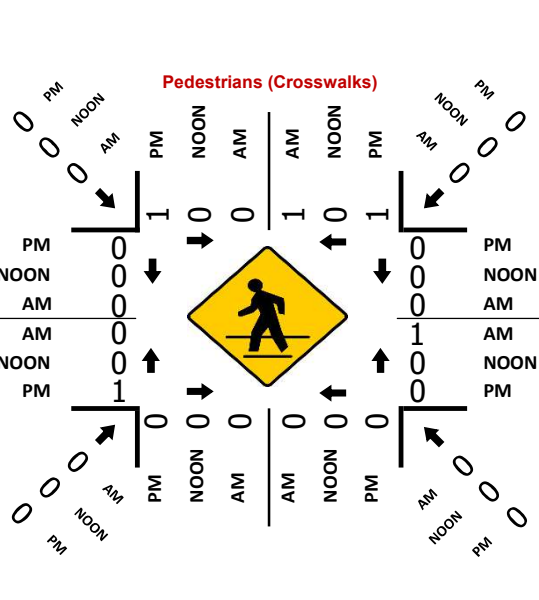 Pedestrians (Crosswalks)
PM NOON AM
0 0 0
PM NOON AM AM NOON PM
1 0 0 1 0 1
PM NOON AM
0 0 0
PM 0 0 PM
NOON 0 0 NOON
AM 0 0 AM
AM 0 1 AM
NOON 0 0 NOON
PM 1 0 PM
0 0 0 0 0 0
PM NOON AM AM NOON PM
0 0 0
AM NOON PM
0 0 0
AM NOON PM